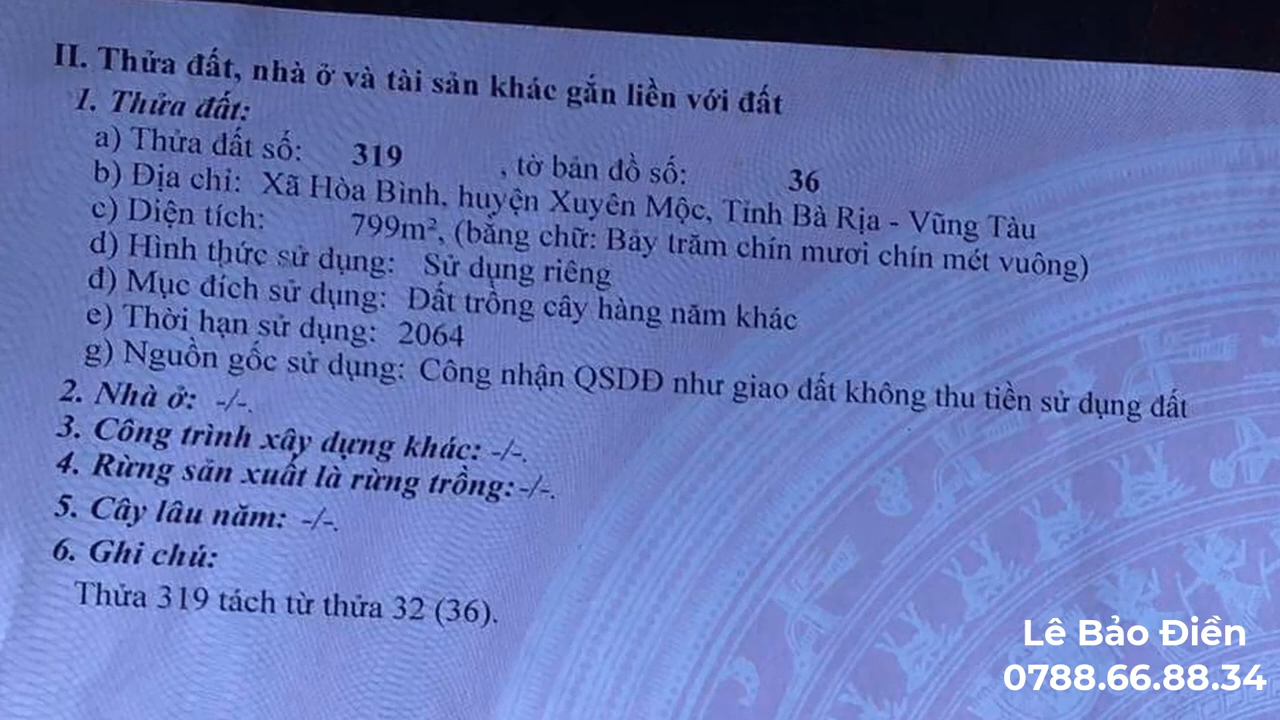 II. Thửa đất, nhà ở và tài sản khác gắn liền với đất
1. Thửa đất:
a) Thửa đất số: 319 , tờ bản đồ số: 36
b) Địa chỉ: Xã Hòa Bình, huyện Xuyên Mộc, Tỉnh Bà Rịa - Vũng Tàu
c) Diện tích: 799m², (bằng chữ: Bảy trăm chín mươi chín mét vuông)
d) Hình thức sử dụng: Sử dụng riêng
đ) Mục đích sử dụng: Đất trồng cây hàng năm khác
e) Thời hạn sử dụng: 2064
g) Nguồn gốc sử dụng: Công nhận QSDĐ như giao đất không thu tiền sử dụng đất
2. Nhà ở: -/-.
3. Công trình xây dựng khác: -/-.
4. Rừng sản xuất là rừng trồng: -/-.
5. Cây lâu năm: -/-.
6. Ghi chú:
Thửa 319 tách từ thửa 32 (36).
Lê Bảo Điền
0788.66.88.34